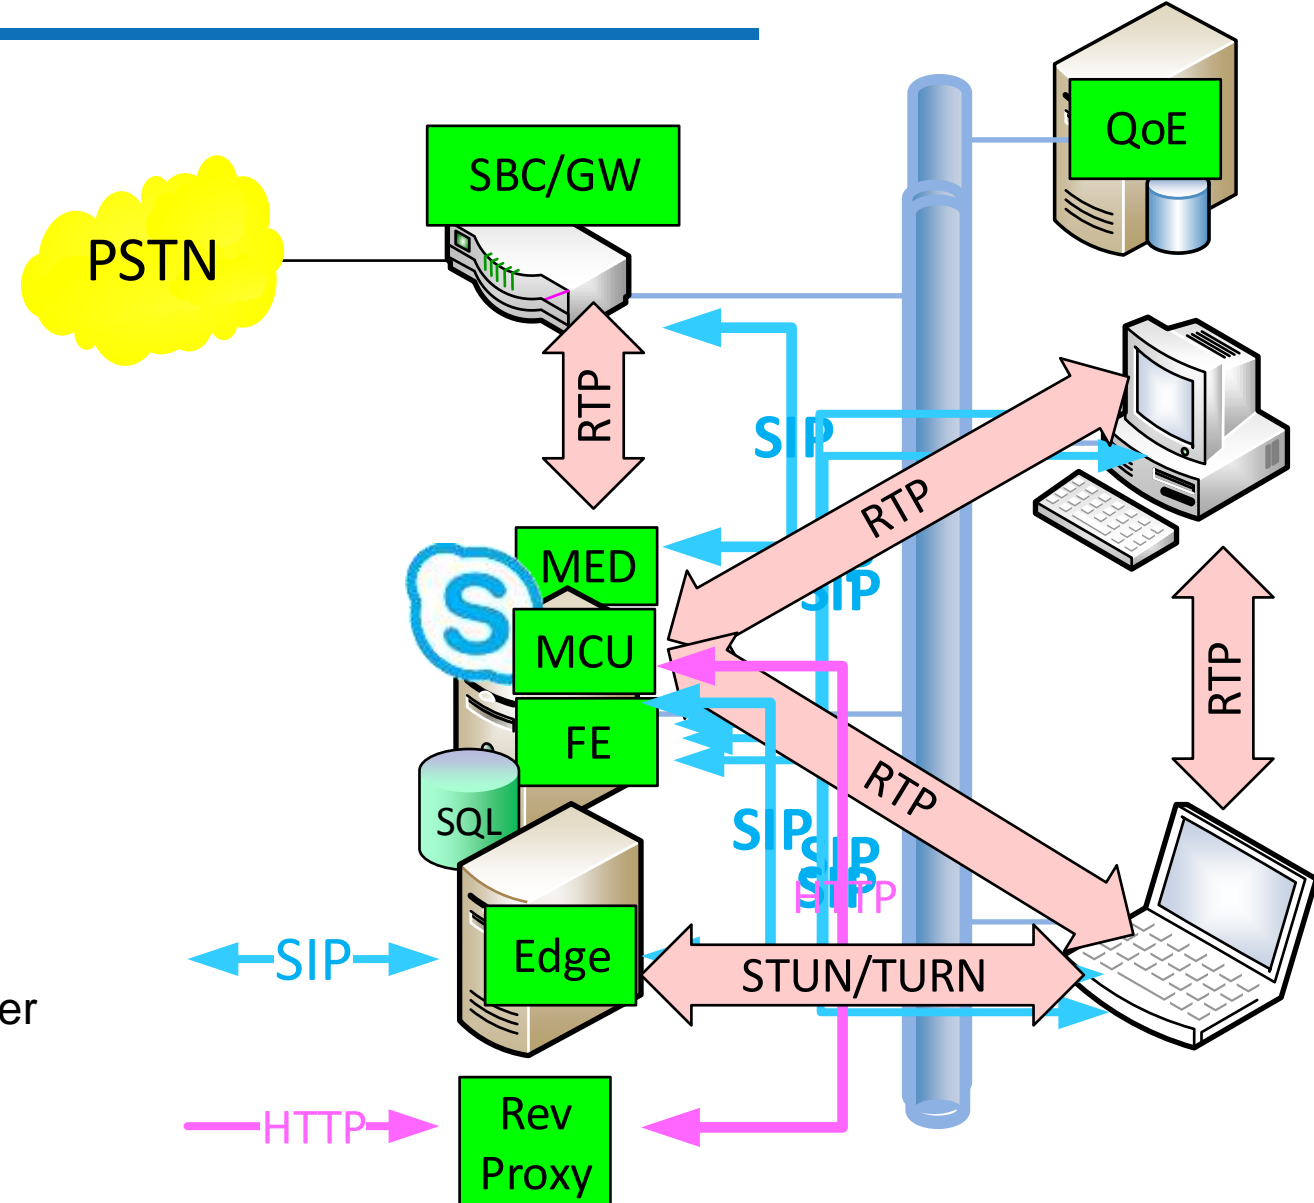 QoE
SBC/GW
PSTN
RTP
SIP
RTP
MED
SIP
MCU
RTP
FE
RTP
SQL
SIP
SIP
SIP
HTTP
Edge
SIP
STUN/TURN
er
HTTP
Rev
Proxy